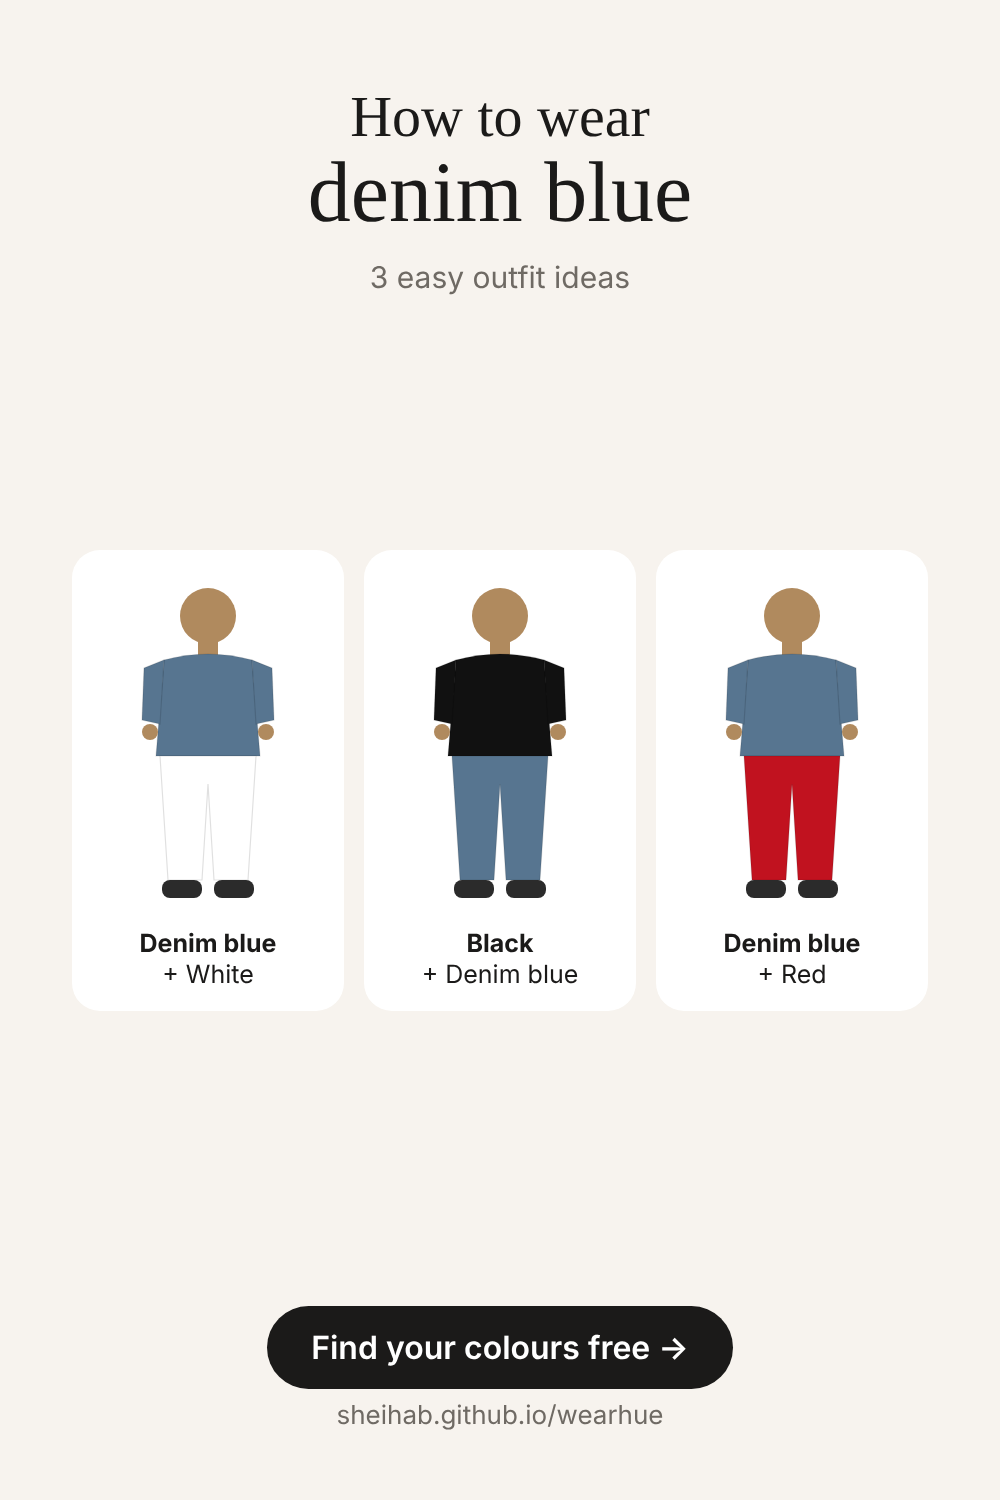 How to wear
denim blue
3 easy outfit ideas
Denim blue
+ White
Black
+ Denim blue
Denim blue
+ Red
Find your colours free →
sheihab.github.io/wearhue